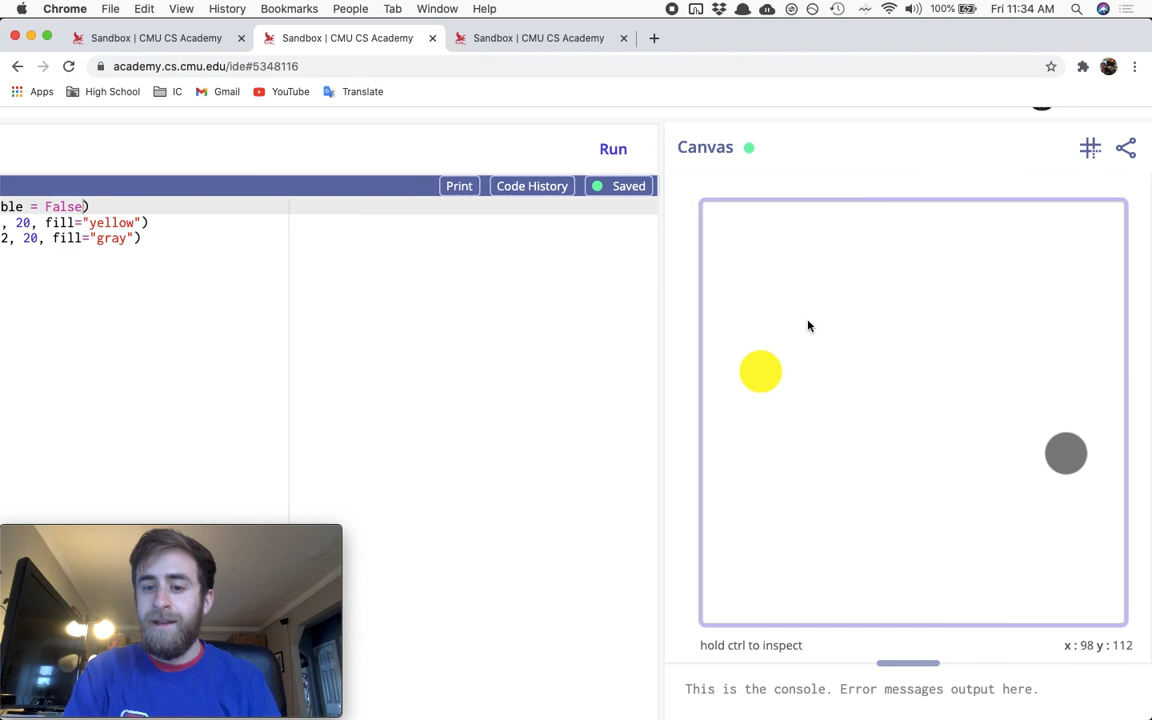 Chrome File Edit View History Bookmarks People Tab Window Help 100% Fri 11:34 AM
Sandbox | CMU CS Academy Sandbox | CMU CS Academy Sandbox | CMU CS Academy
academy.cs.cmu.edu/ide#5348116
Apps High School IC Gmail YouTube Translate
Run
Canvas
Print Code History Saved
ble = False)
, 20, fill="yellow")
2, 20, fill="gray")
hold ctrl to inspect x : 98 y : 112
This is the console. Error messages output here.